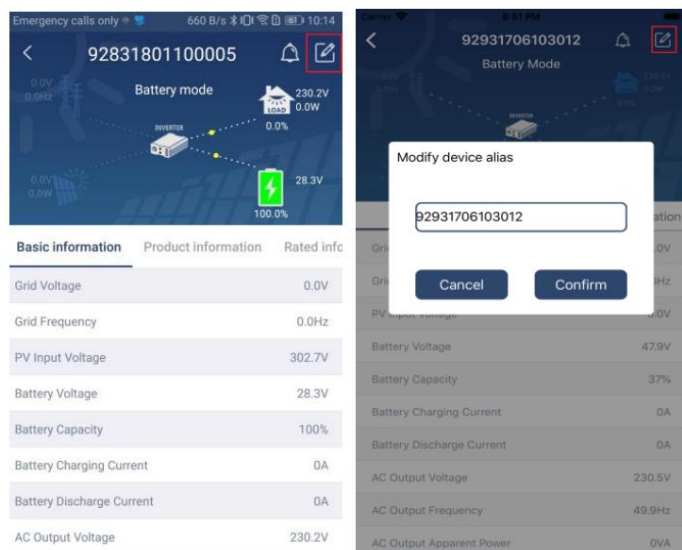 Emergency calls only
660 B/s
61
10:14
92831801100005
0.0V
0.0Hz
Battery mode
230.2V
LOAD
0.0W
INVERTER
0.0%
0.0V
0.0W
28.3V
100.0%
Basic information
Product information
Rated info
Grid Voltage
0.0V
Grid Frequency
0.0Hz
PV Input Voltage
302.7V
Battery Voltage
28.3V
Battery Capacity
100%
Battery Charging Current
0A
Battery Discharge Current
0A
AC Output Voltage
230.2V
Carrier
8:51 PM
92931706103012
Battery Mode
INVERTER
Modify device alias
92931706103012
Cancel
Confirm
Battery Voltage
47.9V
Battery Capacity
37%
Battery Charging Current
0A
Battery Discharge Current
0A
AC Output Voltage
230.5V
AC Output Frequency
49.9Hz
AC Output Apparent Power
0VA